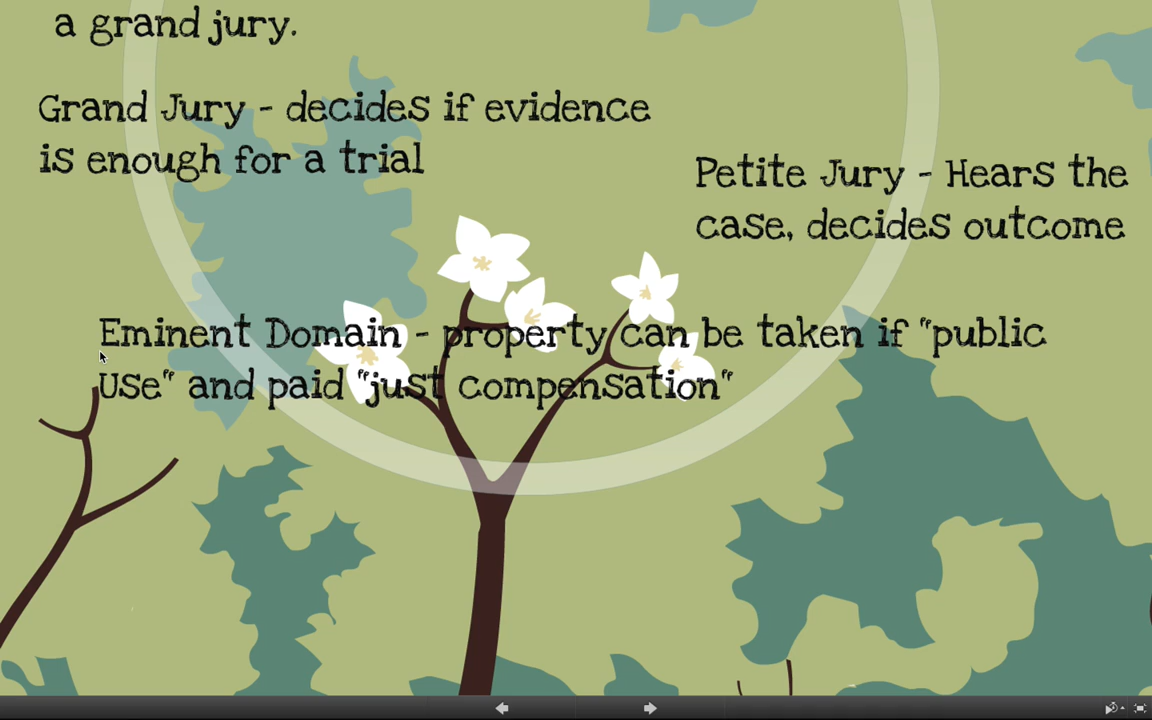 a grand jury.
Grand Jury - decides if evidence
is enough for a trial
Petite Jury - Hears the
case, decides outcome
Eminent Domain - property can be taken if "public
Use" and paid "just compensation"